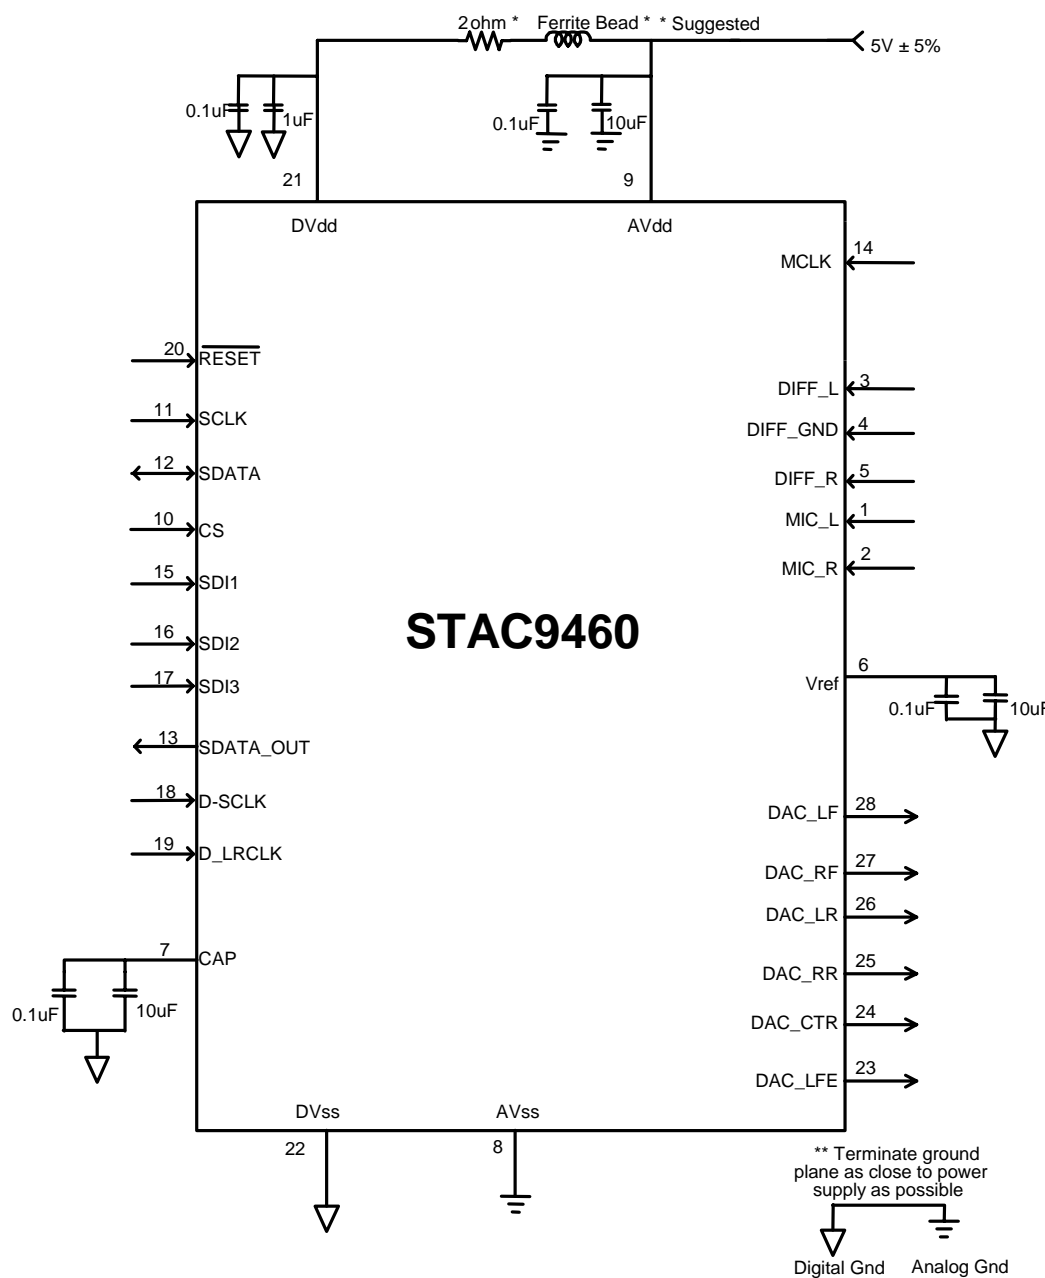 2 ohm * Ferrite Bead * * Suggested
5V ± 5%
0.1uF 1uF 0.1uF 10uF
21 9
DVdd AVdd
MCLK 14
20 RESET
DIFF_L 3
11 SCLK
DIFF_GND 4
12 SDATA
DIFF_R 5
10 CS
MIC_L 1
15 SDI1
MIC_R 2
STAC9460
16 SDI2
17 SDI3
Vref 6
0.1uF 10uF
13 SDATA_OUT
18 D-SCLK
DAC_LF 28
19 D_LRCLK
DAC_RF 27
DAC_LR 26
7 CAP
DAC_RR 25
0.1uF 10uF
DAC_CTR 24
DAC_LFE 23
DVss AVss
22 8
** Terminate ground
plane as close to power
supply as possible
Digital Gnd Analog Gnd